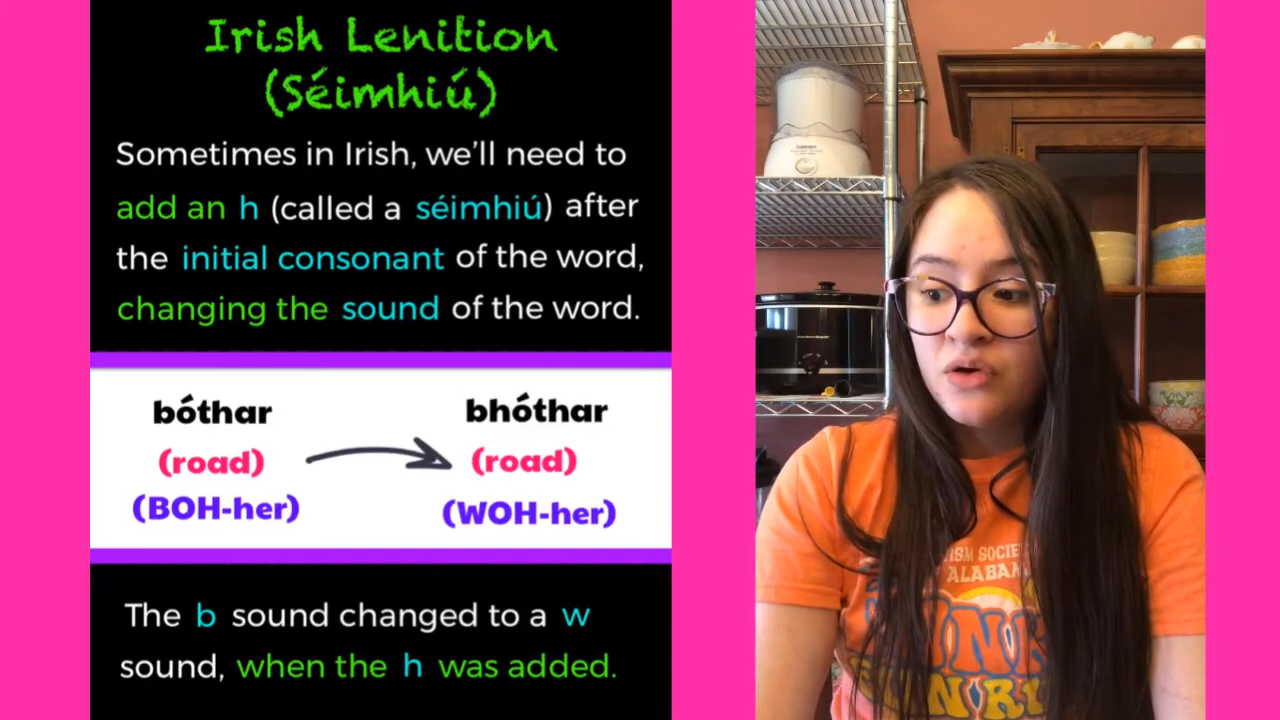 Irish Lenition
(Séimhiú)
Sometimes in Irish, we'll need to
add an h (called a séimhiú) after
the initial consonant of the word,
changing the sound of the word.
bóthar
(road)
(BOH-her)
bhóthar
(road)
(WOH-her)
The b sound changed to a w
sound, when the h was added.
ALABAMA